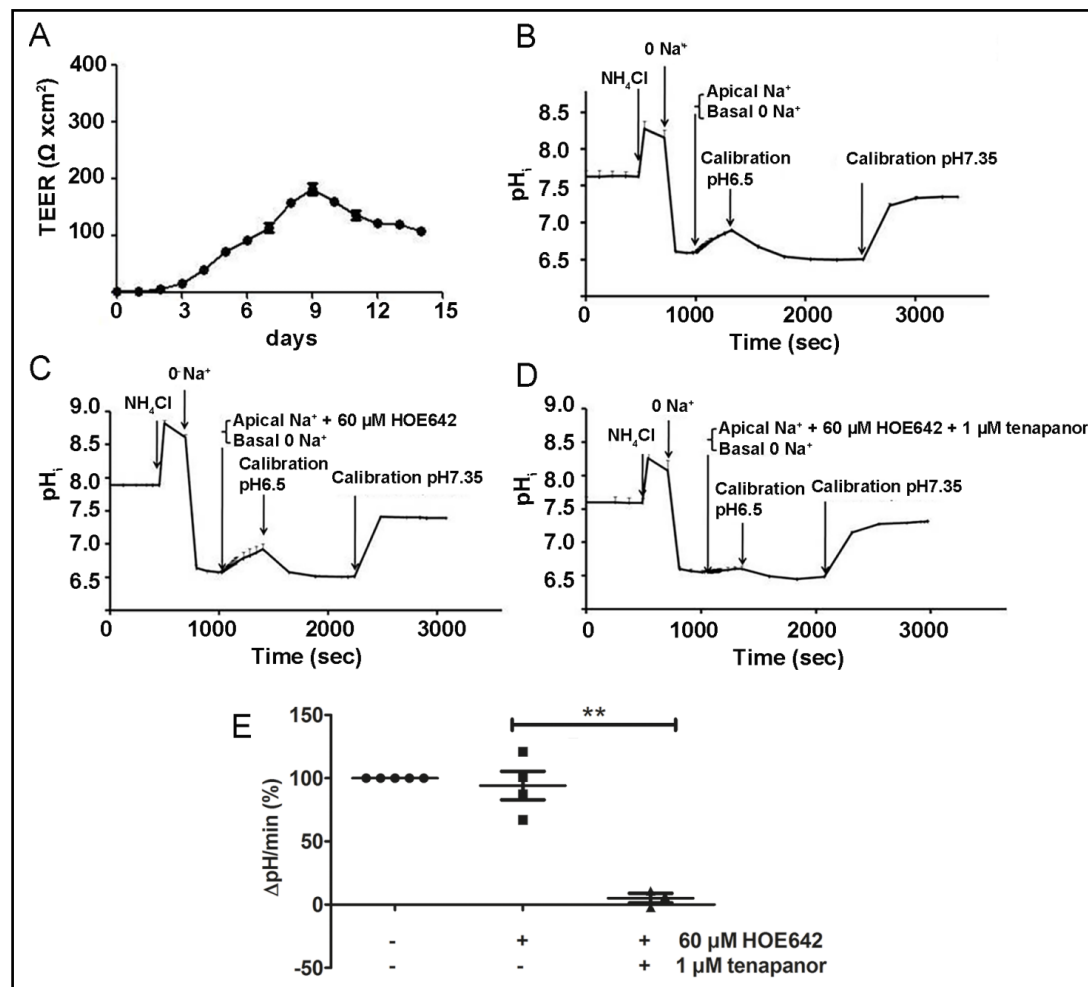 A
TEER (Ω xcm²)
400
300
200
100
0
3
6
9
12
15
days
B
0 Na⁺
NH₄Cl
Apical Na⁺
Basal 0 Na⁺
Calibration
pH6.5
Calibration pH7.35
pHᵢ
8.5
8.0
7.5
7.0
6.5
6.0
0
1000
2000
3000
Time (sec)
C
0 Na⁺
NH₄Cl
Apical Na⁺ + 60 µM HOE642
Basal 0 Na⁺
Calibration
pH6.5
Calibration pH7.35
pHᵢ
9.0
8.5
8.0
7.5
7.0
6.5
6.0
0
1000
2000
3000
Time (sec)
D
0 Na⁺
NH₄Cl
Apical Na⁺ + 60 µM HOE642 + 1 µM tenapanor
Basal 0 Na⁺
Calibration
pH6.5
Calibration pH7.35
pHᵢ
9.0
8.5
8.0
7.5
7.0
6.5
6.0
0
1000
2000
3000
Time (sec)
E
**
ΔpH/min (%)
150
100
50
0
-50
- + + 60 µM HOE642
- - + 1 µM tenapanor